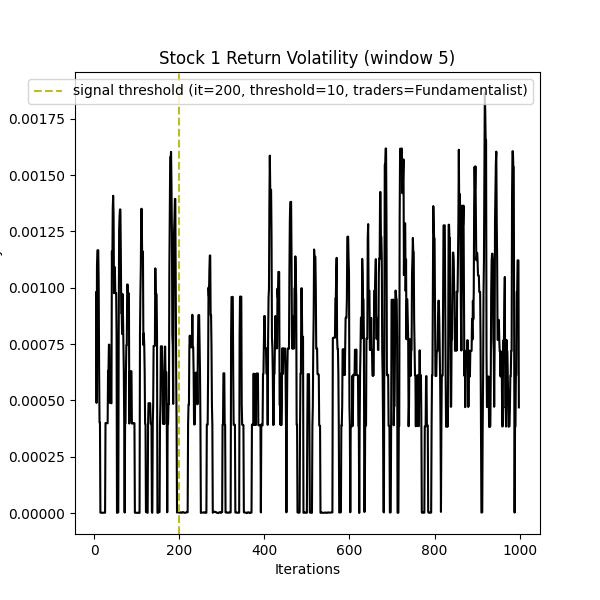 Stock 1 Return Volatility (window 5)
signal threshold (it=200, threshold=10, traders=Fundamentalist)
0.00175
0.00150
0.00125
0.00100
0.00075
0.00050
0.00025
0.00000
0 200 400 600 800 1000
Iterations